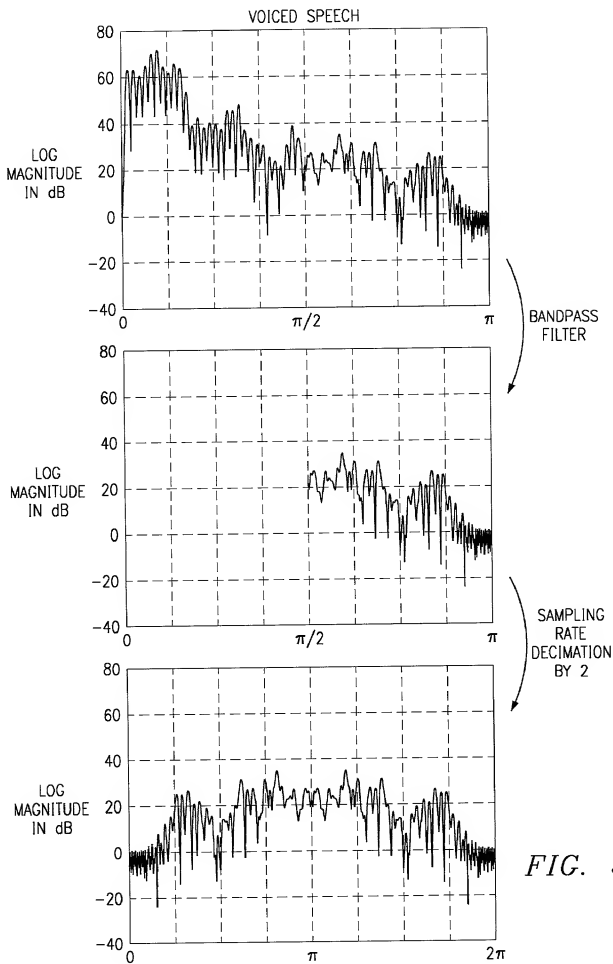 VOICED SPEECH
80
60
40
20
0
−20
−40
LOG
MAGNITUDE
IN dB
0
π/2
π
BANDPASS
FILTER
80
60
40
20
0
−20
−40
LOG
MAGNITUDE
IN dB
0
π/2
π
SAMPLING
RATE
DECIMATION
BY 2
80
60
40
20
0
−20
−40
LOG
MAGNITUDE
IN dB
0
π
2π
FIG.